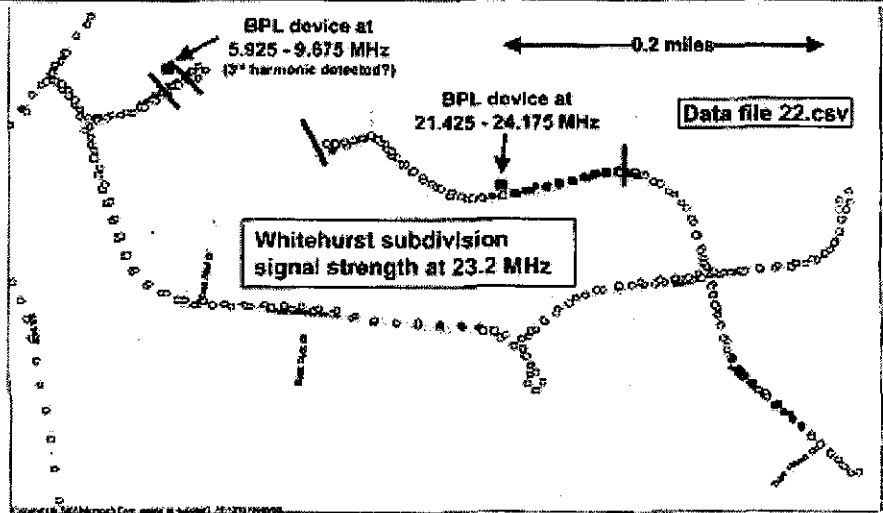 BPL device at
5.925 - 9.675 MHz
(3rd harmonic detected?)
0.2 miles
BPL device at
21.425 - 24.175 MHz
Data file 22.csv
Whitehurst subdivision
signal strength at 23.2 MHz